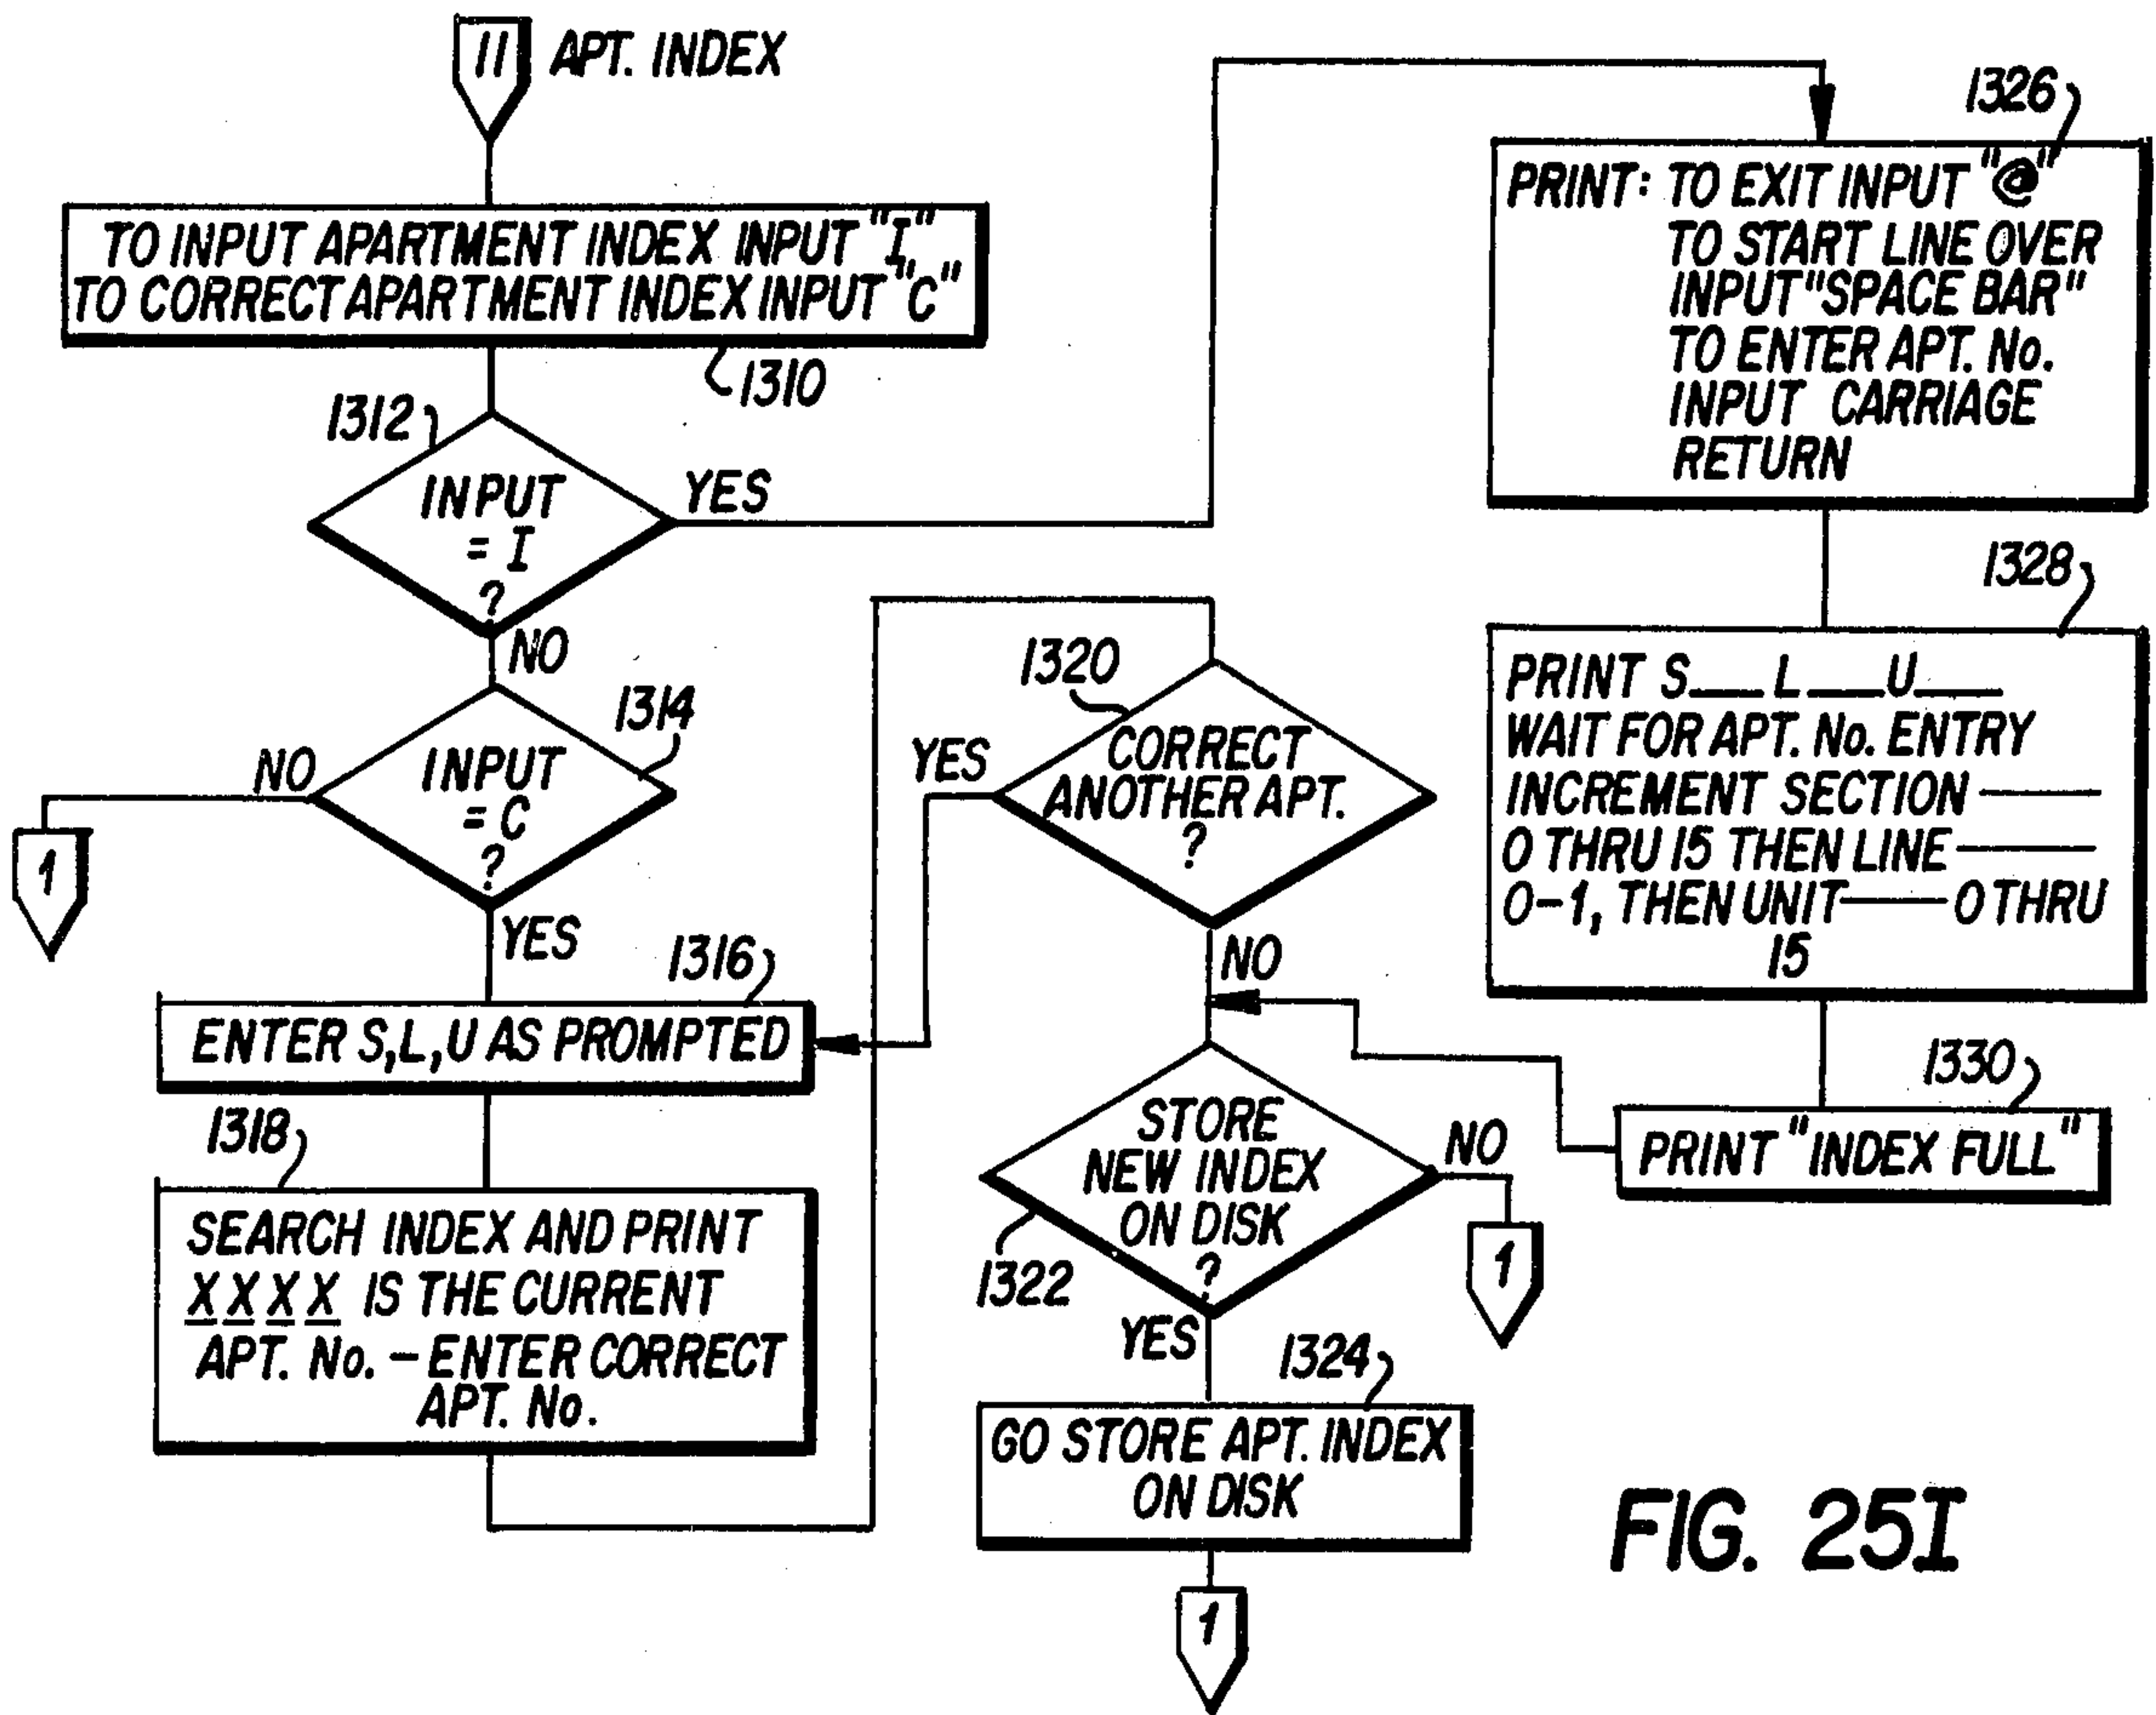 11 APT. INDEX
TO INPUT APARTMENT INDEX INPUT "I",
TO CORRECT APARTMENT INDEX INPUT "C"
1310
1312
INPUT
= I
?
YES
NO
1314
INPUT
= C
?
NO
1
YES
1316
ENTER S, L, U AS PROMPTED
1318
SEARCH INDEX AND PRINT
X X X X IS THE CURRENT
APT. No. - ENTER CORRECT
APT. No.
1320
CORRECT
ANOTHER APT.
?
YES
NO
STORE
NEW INDEX
ON DISK
?
1322
NO
1
YES
1324
GO STORE APT. INDEX
ON DISK
1
1326
PRINT: TO EXIT INPUT "@"
TO START LINE OVER
INPUT "SPACE BAR"
TO ENTER APT. No.
INPUT CARRIAGE
RETURN
1328
PRINT S___ L___U___
WAIT FOR APT. No. ENTRY
INCREMENT SECTION ——
0 THRU 15 THEN LINE ——
0-1, THEN UNIT —— 0 THRU
15
1330
PRINT "INDEX FULL"
FIG. 25I